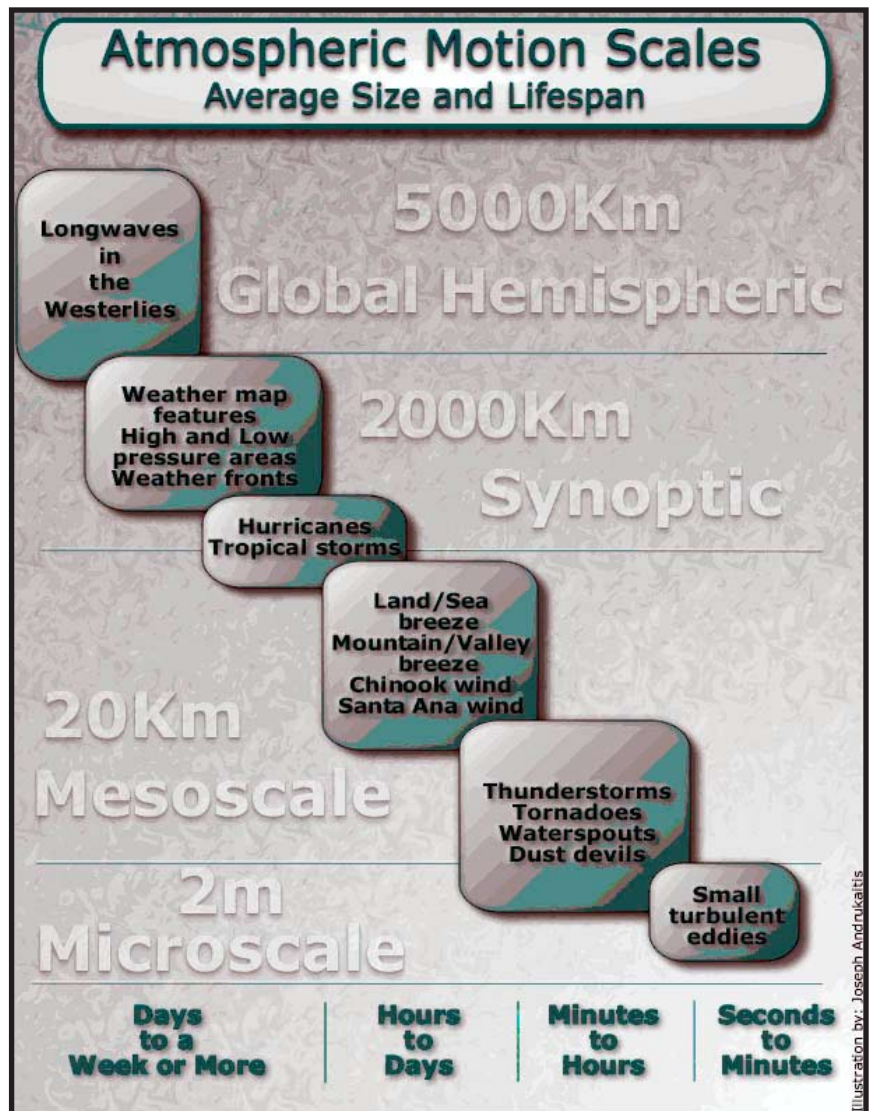 Atmospheric Motion Scales
Average Size and Lifespan
Longwaves
in
the
Westerlies
5000Km
Global Hemispheric
Weather map
features
High and Low
pressure areas
Weather fronts
2000Km
Synoptic
Hurricanes
Tropical storms
Land/Sea
breeze
Mountain/Valley
breeze
Chinook wind
Santa Ana wind
20Km
Mesoscale
Thunderstorms
Tornadoes
Waterspouts
Dust devils
2m
Microscale
Small
turbulent
eddies
Days
to a
Week or More
Hours
to
Days
Minutes
to
Hours
Seconds
to
Minutes
Illustration by: Joseph Andrukaitis